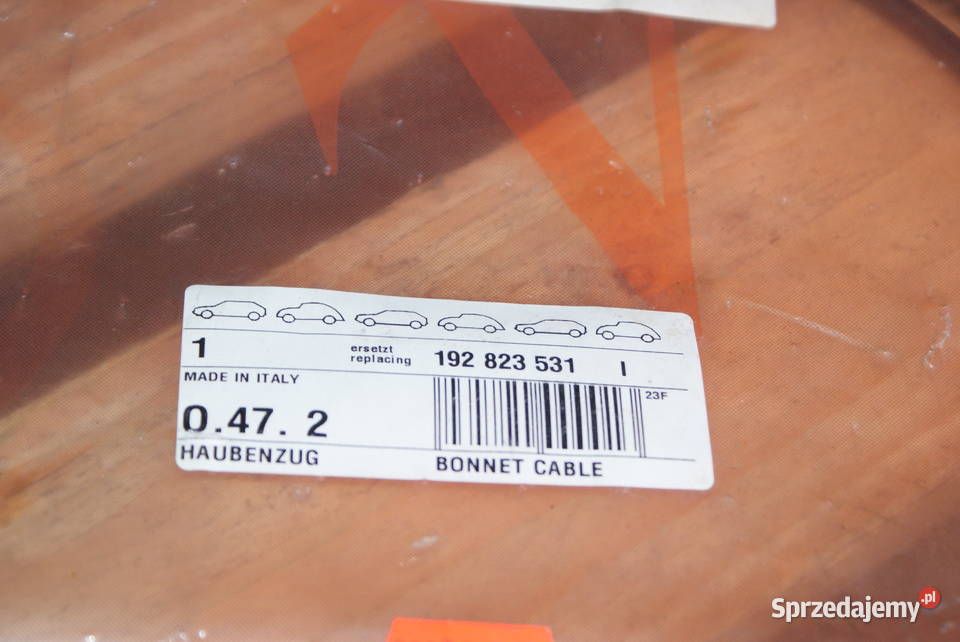 1 ersetzt replacing 192 823 531 I
MADE IN ITALY
23F
0.47. 2
HAUBENZUG BONNET CABLE
Sprzedajemy.pl